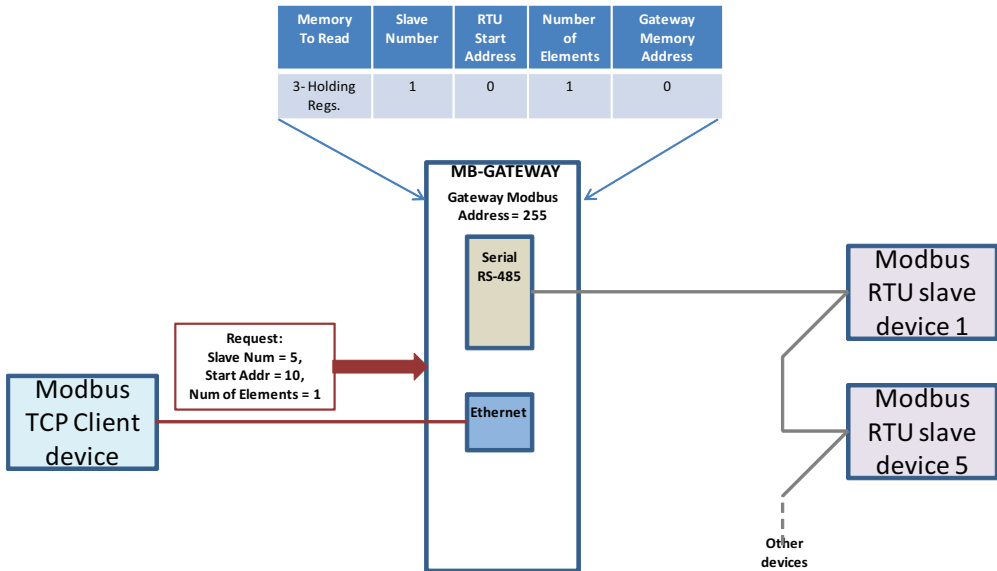 Memory To Read
Slave Number
RTU Start Address
Number of Elements
Gateway Memory Address
3- Holding Regs.
1
0
1
0
MB-GATEWAY
Gateway Modbus
Address = 255
Serial
RS-485
Modbus
RTU slave
device 1
Request:
Slave Num = 5,
Start Addr = 10,
Num of Elements = 1
Modbus
TCP Client
device
Ethernet
Modbus
RTU slave
device 5
Other
devices